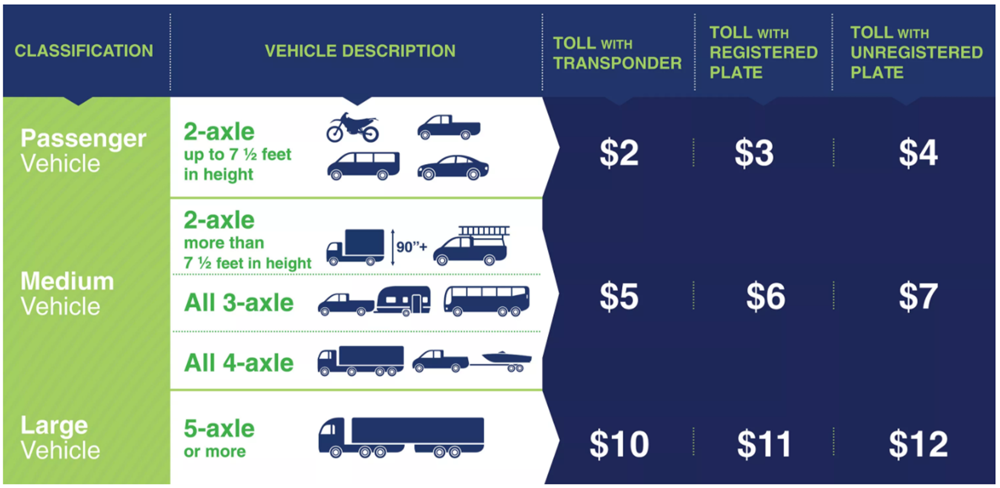 CLASSIFICATION
VEHICLE DESCRIPTION
TOLL WITH
TRANSPONDER
TOLL WITH
REGISTERED
PLATE
TOLL WITH
UNREGISTERED
PLATE
Passenger
Vehicle
2-axle
up to 7 ½ feet
in height
$2
$3
$4
Medium
Vehicle
2-axle
more than
7 ½ feet in height
90”+
All 3-axle
All 4-axle
$5
$6
$7
Large
Vehicle
5-axle
or more
$10
$11
$12